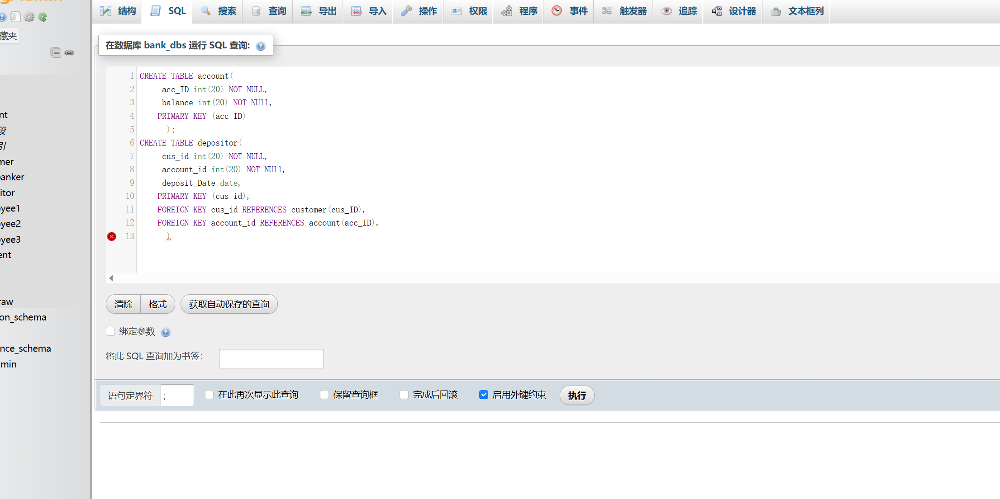 结构 SQL 搜索 查询 导出 导入 操作 权限 程序 事件 触发器 追踪 设计器 文本框列
藏夹
在数据库 bank_dbs 运行 SQL 查询:
1 CREATE TABLE account(
2 acc_ID int(20) NOT NULL,
3 balance int(20) NOT NUll,
4 PRIMARY KEY (acc_ID)
5 );
6 CREATE TABLE depositor(
7 cus_id int(20) NOT NULL,
8 account_id int(20) NOT NUll,
9 deposit_Date date,
10 PRIMARY KEY (cus_id),
11 FOREIGN KEY cus_id REFERENCES customer(cus_ID),
12 FOREIGN KEY account_id REFERENCES account(acc_ID),
13 )
nt
段
引
mer
banker
itor
yee1
yee2
yee3
ent
raw
on_schema
nce_schema
min
清除 格式 获取自动保存的查询
绑定参数
将此 SQL 查询加为书签:
语句定界符 ; 在此再次显示此查询 保留查询框 完成后回滚 启用外键约束 执行